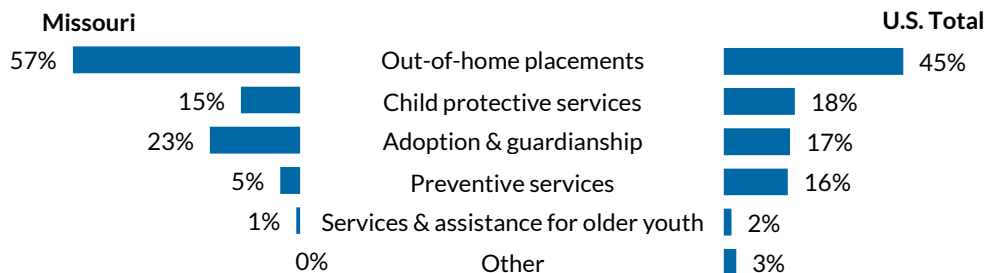 Missouri U.S. Total
57% Out-of-home placements 45%
15% Child protective services 18%
23% Adoption & guardianship 17%
5% Preventive services 16%
1% Services & assistance for older youth 2%
0% Other 3%